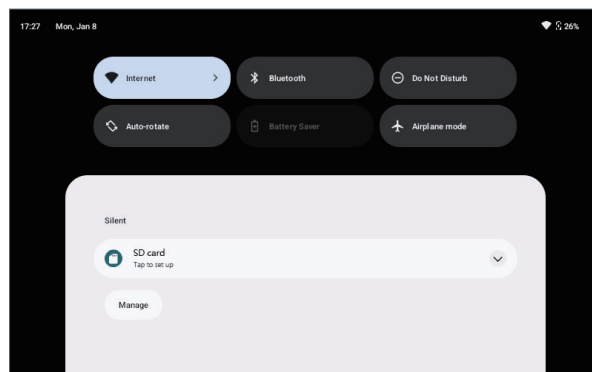 17:27 Mon, Jan 8 26%
Internet Bluetooth Do Not Disturb
Auto-rotate Battery Saver Airplane mode
Silent
SD card
Tap to set up
Manage